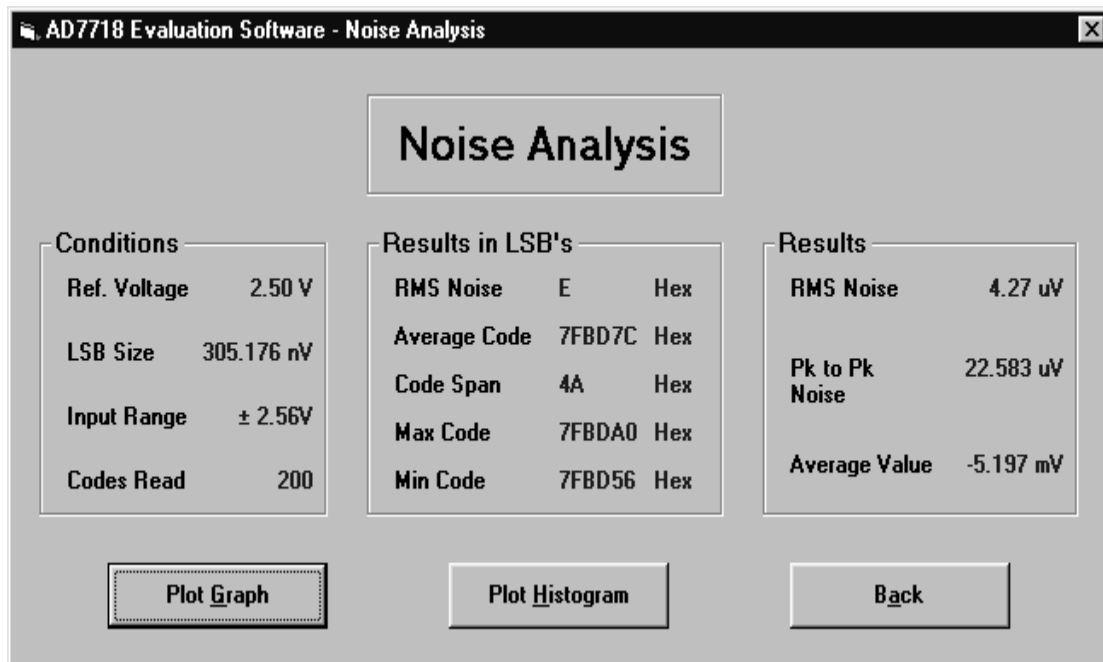 AD7718 Evaluation Software - Noise Analysis
Noise Analysis
Conditions
Ref. Voltage 2.50 V
LSB Size 305.176 nV
Input Range ± 2.56V
Codes Read 200
Results in LSB's
RMS Noise E Hex
Average Code 7FBD7C Hex
Code Span 4A Hex
Max Code 7FBDA0 Hex
Min Code 7FBD56 Hex
Results
RMS Noise 4.27 uV
Pk to Pk 22.583 uV
Noise
Average Value -5.197 mV
Plot Graph
Plot Histogram
Back